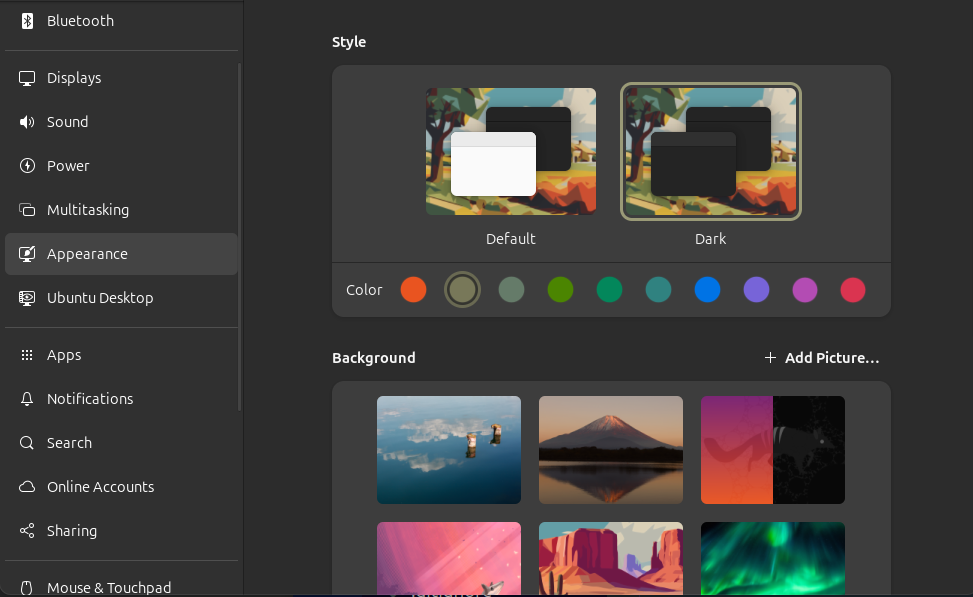 Bluetooth
Displays
Sound
Power
Multitasking
Appearance
Ubuntu Desktop
Apps
Notifications
Search
Online Accounts
Sharing
Mouse & Touchpad
Style
Default
Dark
Color
Background
Add Picture…